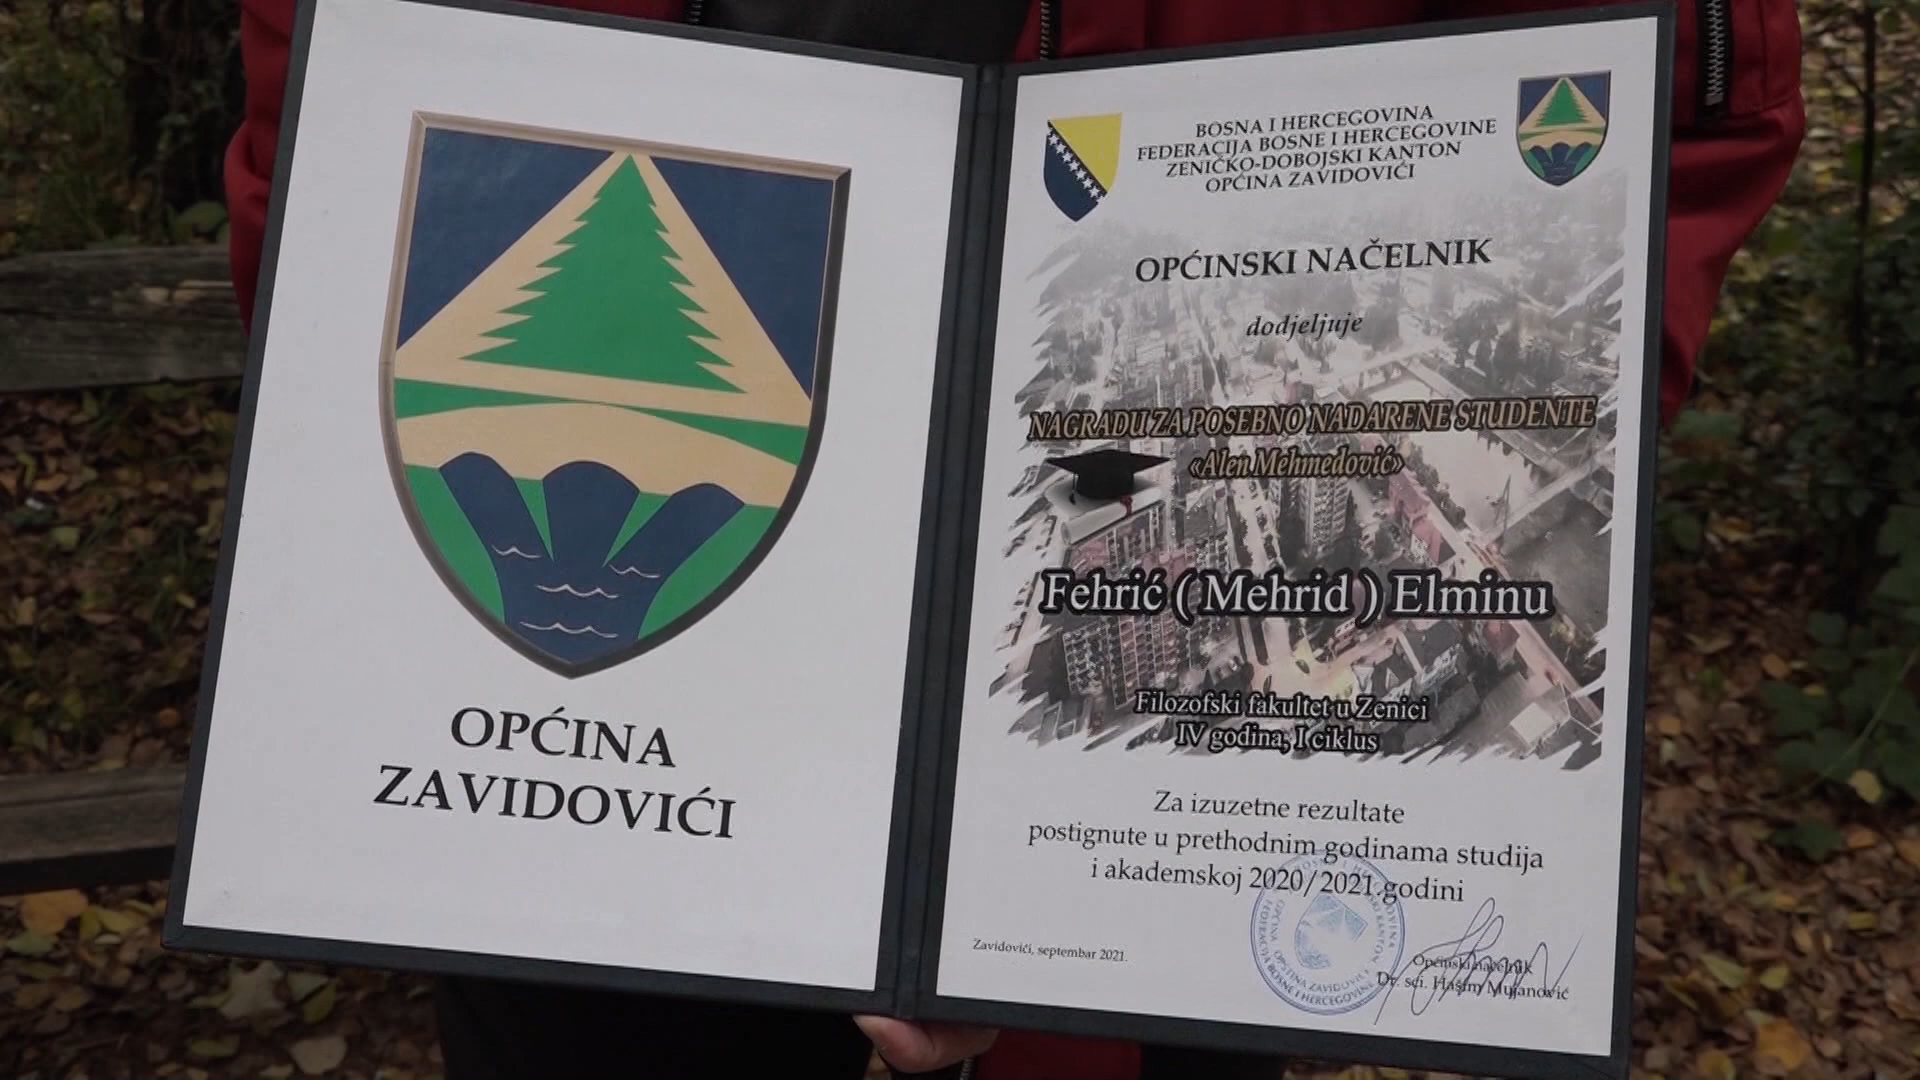 OPĆINA
ZAVIDOVIĆI
BOSNA I HERCEGOVINA
FEDERACIJA BOSNE I HERCEGOVINE
ZENIČKO-DOBOJSKI KANTON
OPĆINA ZAVIDOVIĆI
OPĆINSKI NAČELNIK
dodjeljuje
NAGRADU ZA POSEBNO NADARENE STUDENTE
«Alen Mehmedović»
Fehrić ( Mehrid ) Elminu
Filozofski fakultet u Zenici
IV godina, I ciklus
Za izuzetne rezultate
postignute u prethodnim godinama studija
i akademskoj 2020/2021.godini
Zavidovići, septembar 2021.
Općinski načelnik
Dr. sci. Hašim Mujanović